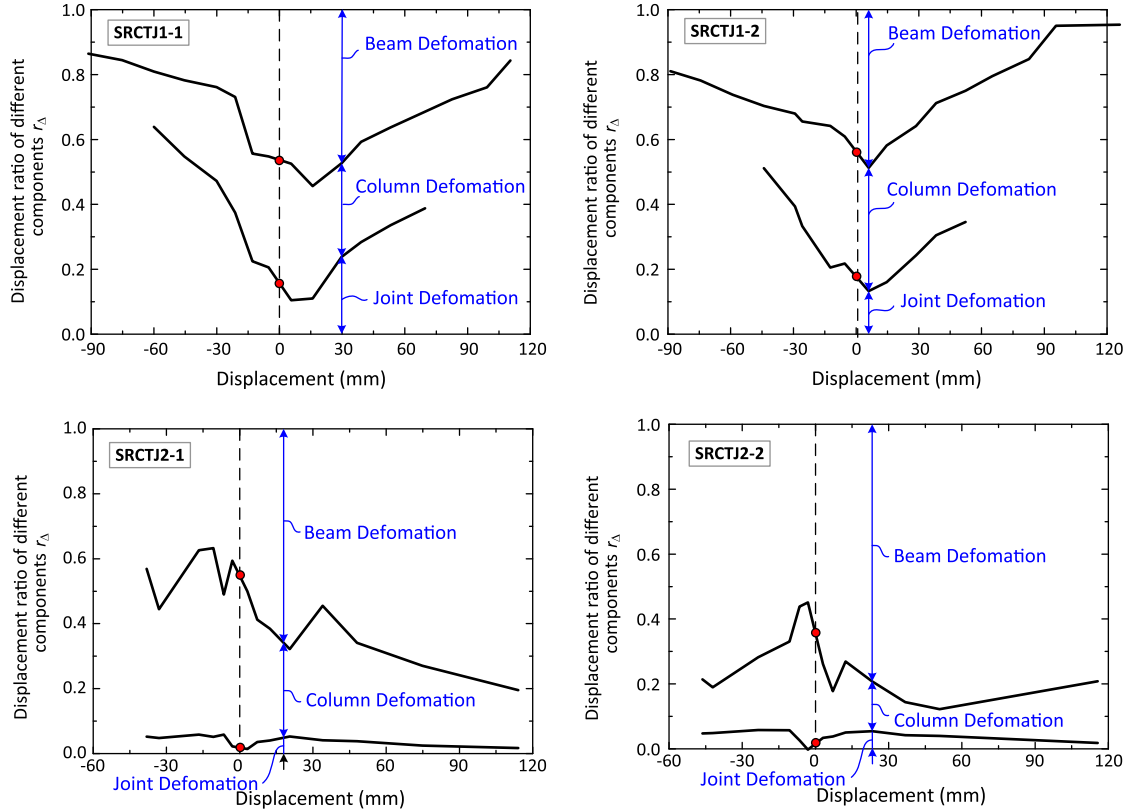 SRCTJ1-1
Displacement ratio of different
components rΔ
1.0
0.8
0.6
0.4
0.2
0.0
Beam Defomation
Column Defomation
Joint Defomation
-90 -60 -30 0 30 60 90 120
Displacement (mm)
SRCTJ1-2
Displacement ratio of different
components rΔ
1.0
0.8
0.6
0.4
0.2
0.0
Beam Defomation
Column Defomation
Joint Defomation
-90 -60 -30 0 30 60 90 120
Displacement (mm)
SRCTJ2-1
Displacement ratio of different
components rΔ
1.0
0.8
0.6
0.4
0.2
0.0
Beam Defomation
Column Defomation
-60 -30 0 30 60 90 120
Joint Defomation
Displacement (mm)
SRCTJ2-2
Displacement ratio of different
components rΔ
1.0
0.8
0.6
0.4
0.2
0.0
Beam Defomation
Column Defomation
-60 -30 0 30 60 90 120
Joint Defomation
Displacement (mm)